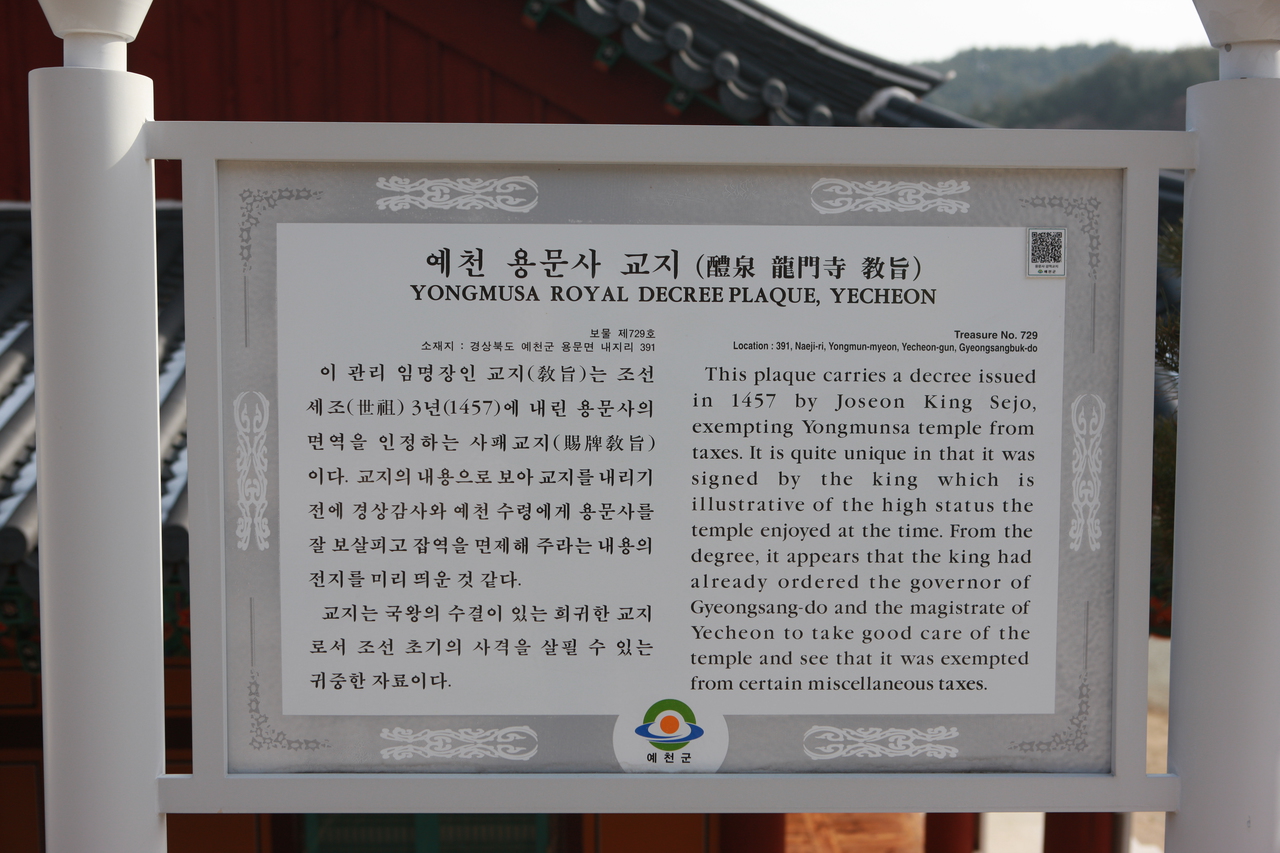 예천 용문사 교지 (醴泉 龍門寺 敎旨)
YONGMUSA ROYAL DECREE PLAQUE, YECHEON
보물 제729호
소재지 : 경상북도 예천군 용문면 내지리 391
이 관리 임명장인 교지(敎旨)는 조선
세조(世祖) 3년(1457)에 내린 용문사의
면역을 인정하는 사패교지(賜牌敎旨)
이다. 교지의 내용으로 보아 교지를 내리기
전에 경상감사와 예천 수령에게 용문사를
잘 보살피고 잡역을 면제해 주라는 내용의
전지를 미리 띄운 것 같다.
교지는 국왕의 수결이 있는 희귀한 교지
로서 조선 초기의 사격을 살필 수 있는
귀중한 자료이다.
Treasure No. 729
Location : 391, Naeji-ri, Yongmun-myeon, Yecheon-gun, Gyeongsangbuk-do
This plaque carries a decree issued
in 1457 by Joseon King Sejo,
exempting Yongmunsa temple from
taxes. It is quite unique in that it was
signed by the king which is
illustrative of the high status the
temple enjoyed at the time. From the
degree, it appears that the king had
already ordered the governor of
Gyeongsang-do and the magistrate of
Yecheon to take good care of the
temple and see that it was exempted
from certain miscellaneous taxes.
예천군